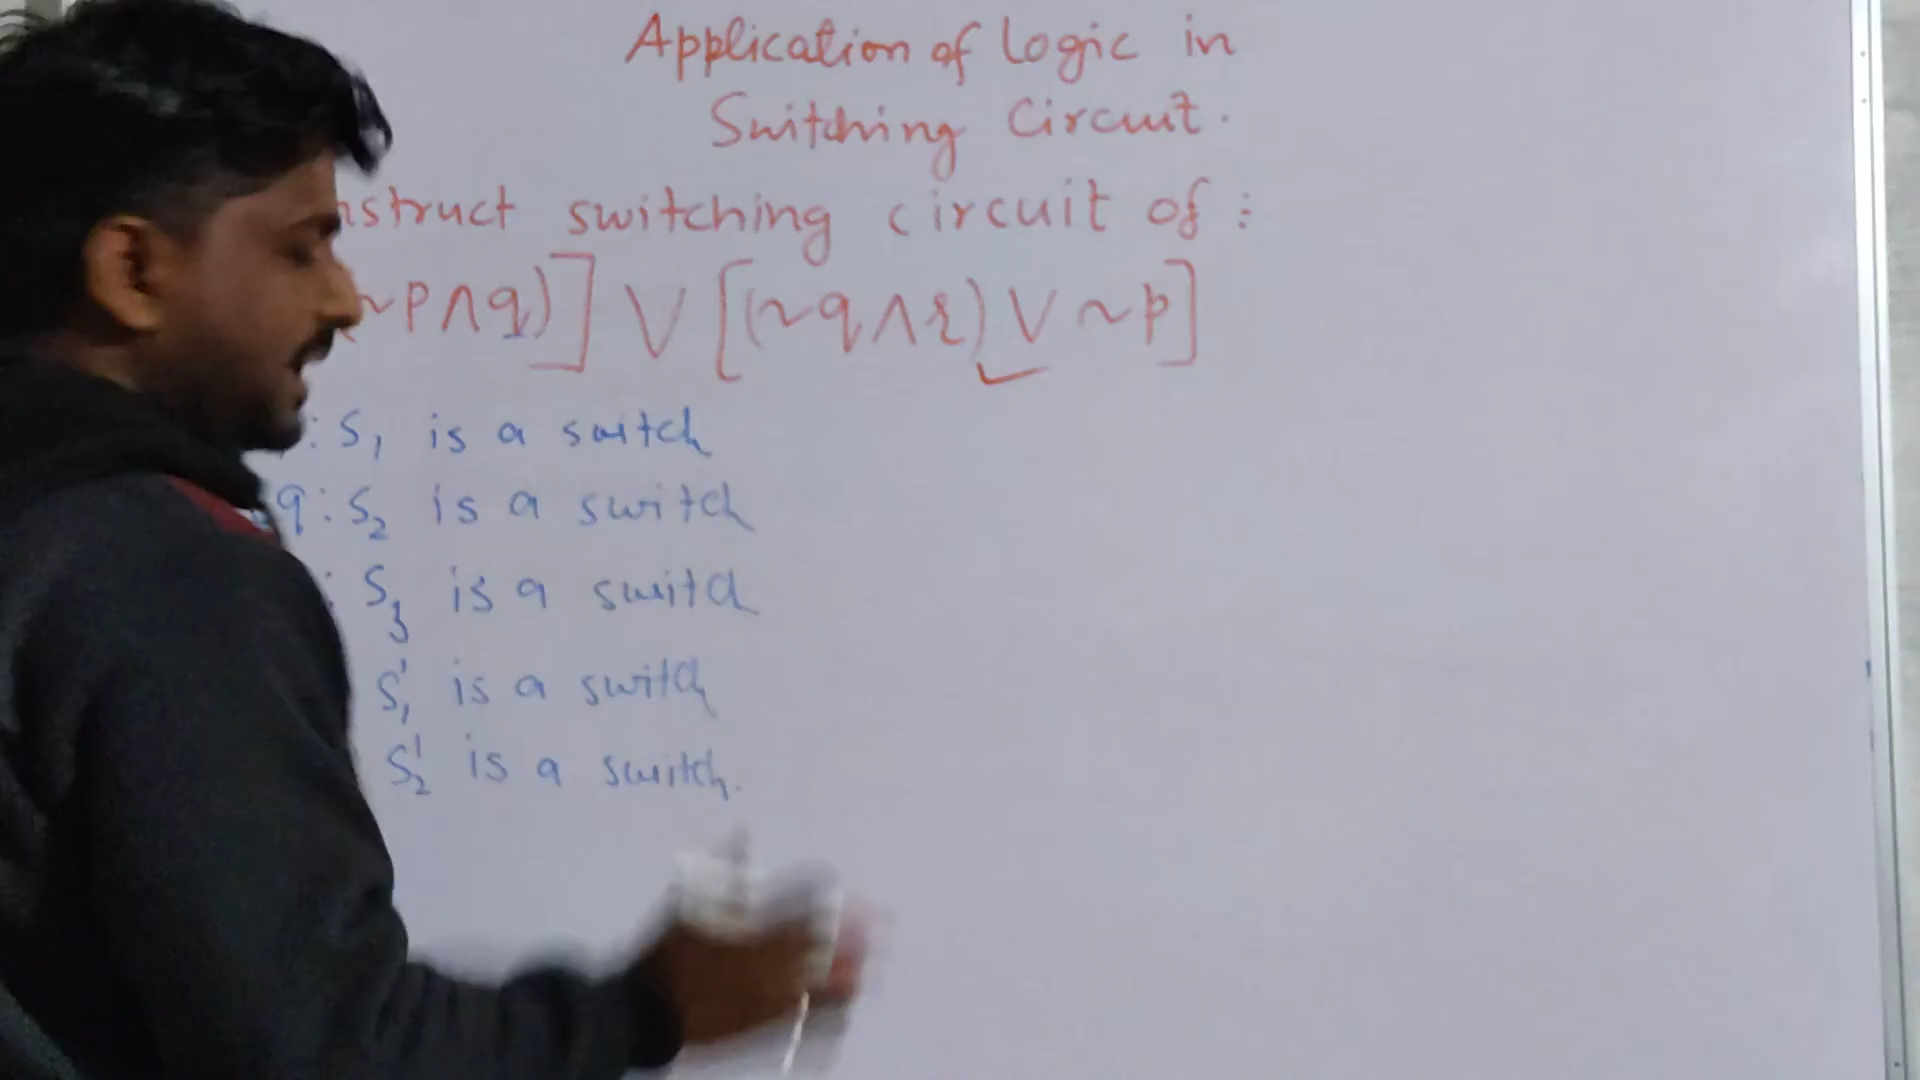 Application of Logic in
Switching Circuit.
nstruct switching circuit of :
~p∧q)] ∨ [(~q∧r) ∨ ~p]
: S₁ is a switch
q : S₂ is a switch
: S₃ is a switch
S₁' is a switch
S₂' is a switch.